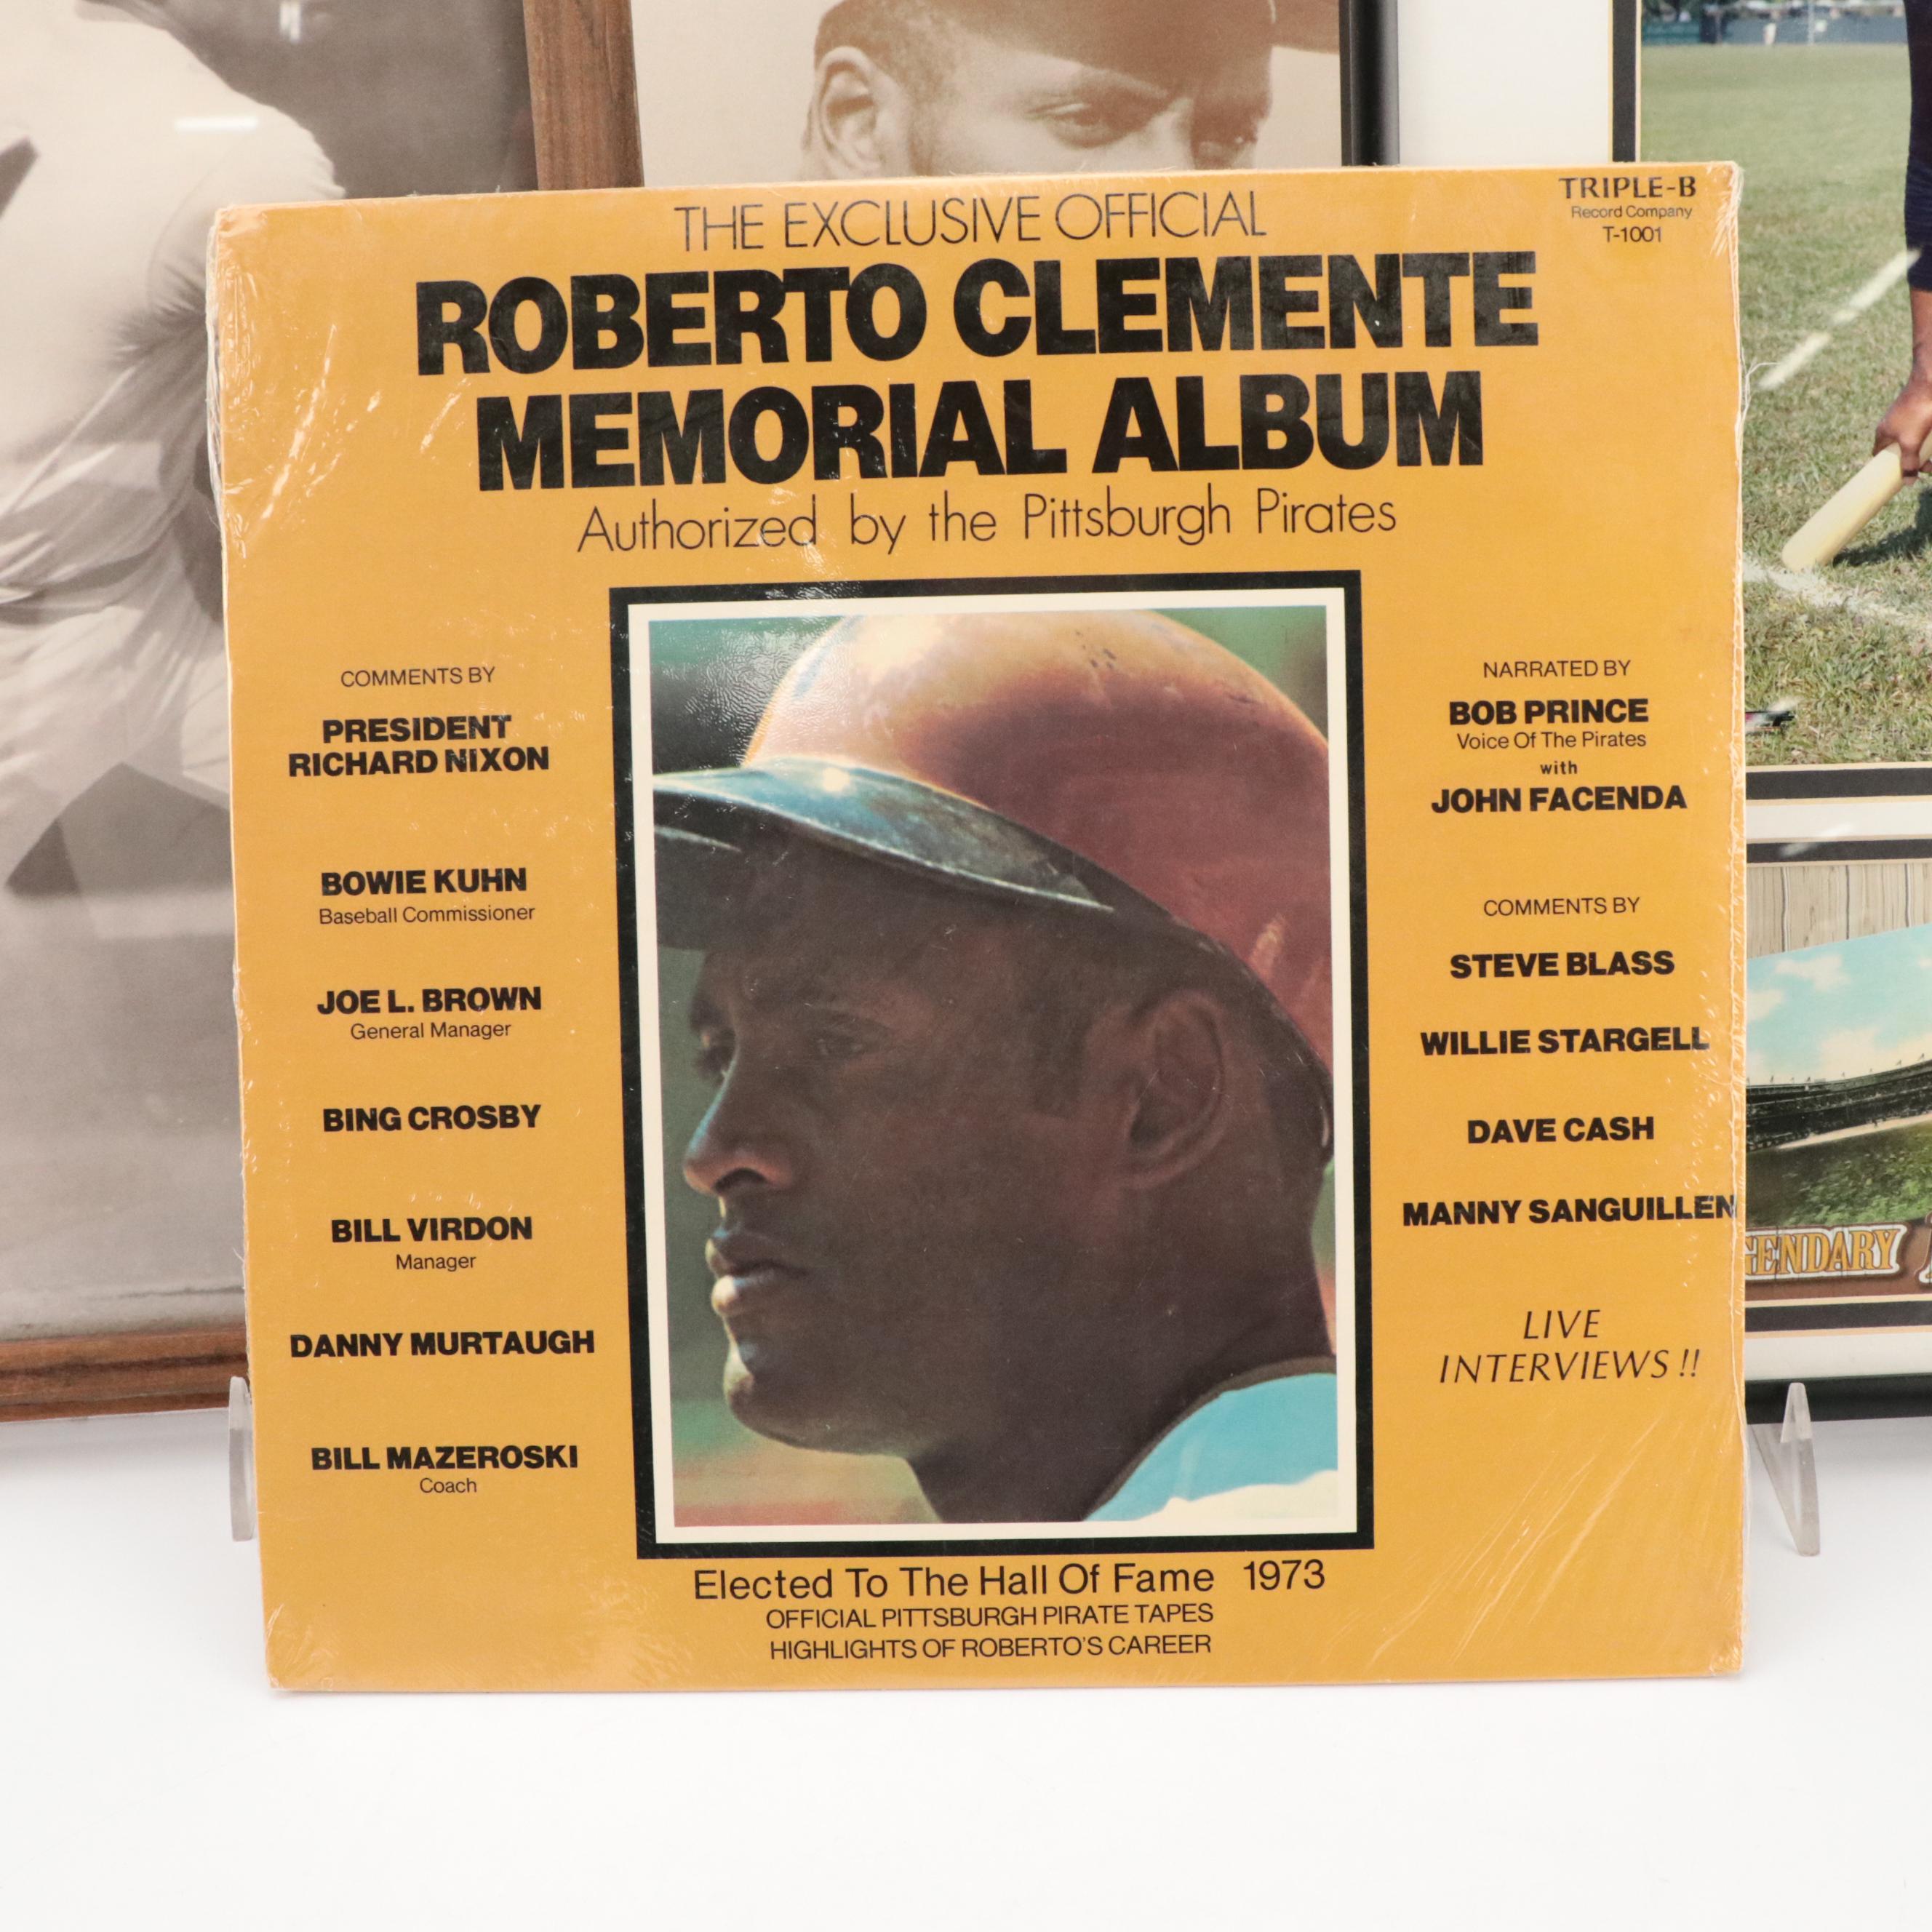 TRIPLE-B
Record Company
T-1001
THE EXCLUSIVE OFFICIAL
ROBERTO CLEMENTE
MEMORIAL ALBUM
Authorized by the Pittsburgh Pirates
COMMENTS BY
PRESIDENT
RICHARD NIXON
BOWIE KUHN
Baseball Commissioner
JOE L. BROWN
General Manager
BING CROSBY
BILL VIRDON
Manager
DANNY MURTAUGH
BILL MAZEROSKI
Coach
NARRATED BY
BOB PRINCE
Voice Of The Pirates
with
JOHN FACENDA
COMMENTS BY
STEVE BLASS
WILLIE STARGELL
DAVE CASH
MANNY SANGUILLEN
LIVE
INTERVIEWS !!
Elected To The Hall Of Fame 1973
OFFICIAL PITTSBURGH PIRATE TAPES
HIGHLIGHTS OF ROBERTO'S CAREER